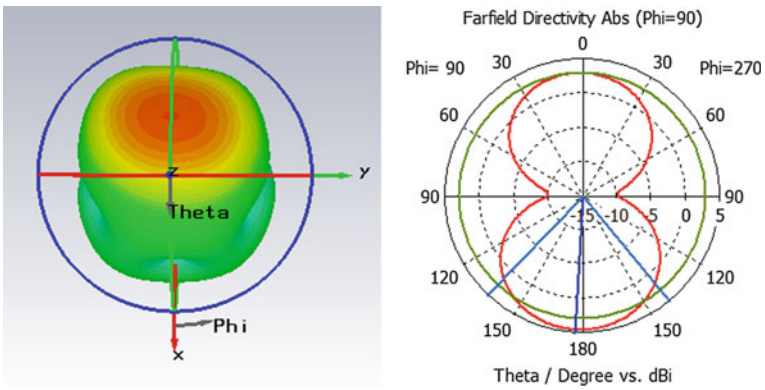 y
z
Theta
Phi
x
Farfield Directivity Abs (Phi=90)
0
30 30
Phi= 90 Phi=270
60 60
90 -15 -10 -5 0 5 90
120 120
150 150
180
Theta / Degree vs. dBi